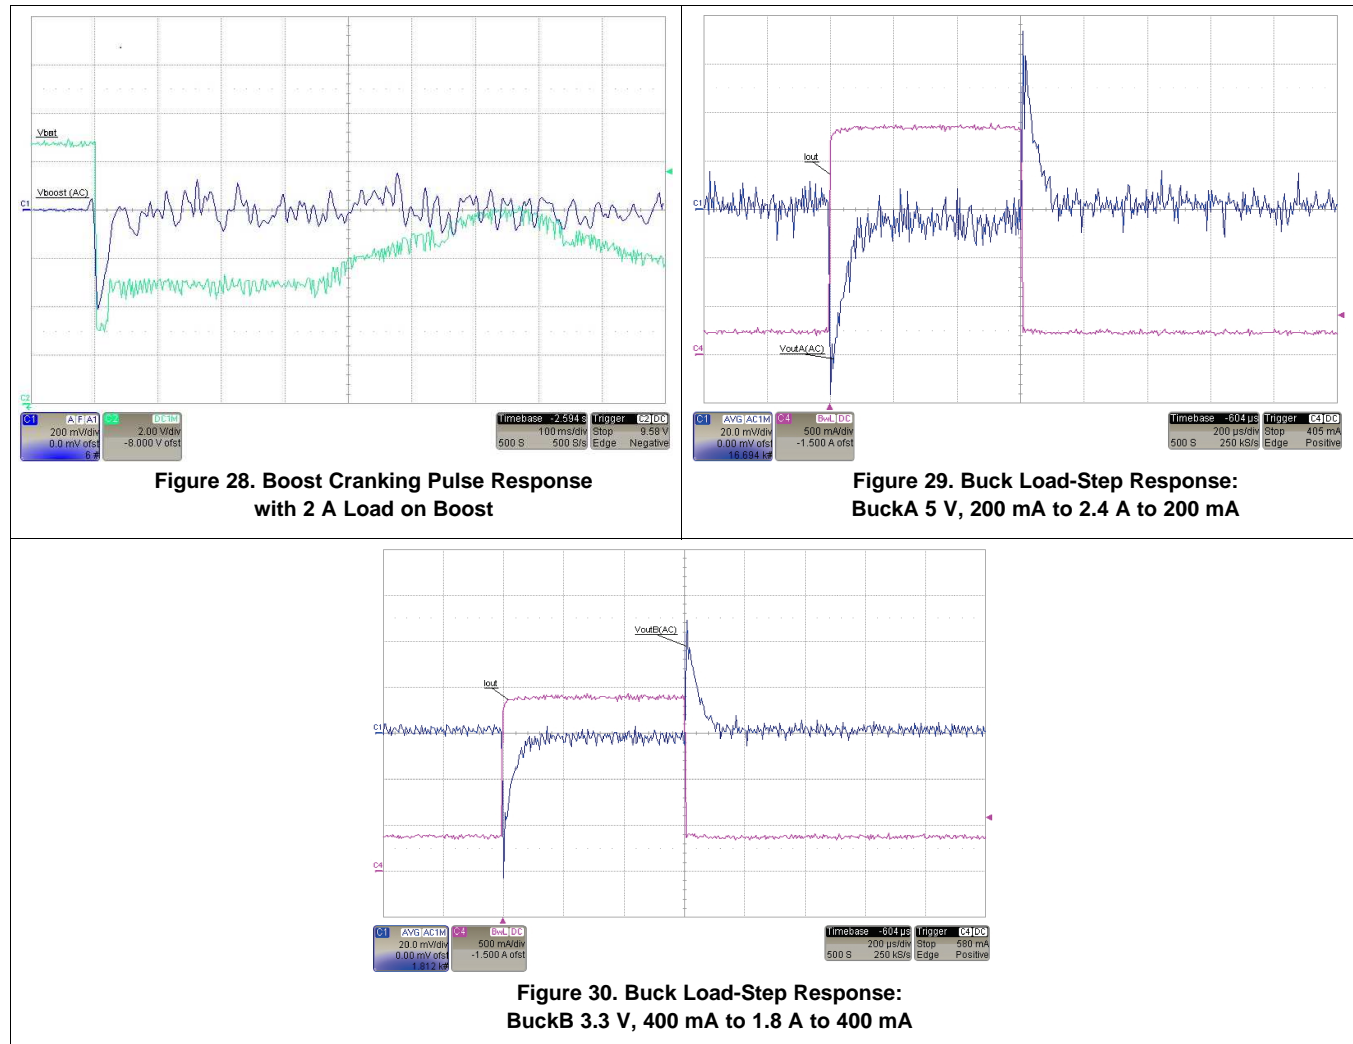 Vbat
Vboost (AC)
C1
C2
C1 A F A1
200 mV/div
0.0 mV ofst
6 #
C2 DC1M
2.00 V/div
-8.000 V ofst
Timebase -2.594 s
100 ms/div
500 S 500 S/s
Trigger C2 DC
Stop 9.58 V
Edge Negative
Figure 28. Boost Cranking Pulse Response
with 2 A Load on Boost
Iout
C1
VoutA(AC)
C4
C1 AVG AC1M
20.0 mV/div
0.00 mV ofst
16.694 k#
C4 BwL DC
500 mA/div
-1.500 A ofst
Timebase -604 µs
200 µs/div
500 S 250 kS/s
Trigger C4 DC
Stop 405 mA
Edge Positive
Figure 29. Buck Load-Step Response:
BuckA 5 V, 200 mA to 2.4 A to 200 mA
VoutB(AC)
Iout
C1
C4
C1 AVG AC1M
20.0 mV/div
0.00 mV ofst
1.812 k#
C4 BwL DC
500 mA/div
-1.500 A ofst
Timebase -604 µs
200 µs/div
500 S 250 kS/s
Trigger C4 DC
Stop 580 mA
Edge Positive
Figure 30. Buck Load-Step Response:
BuckB 3.3 V, 400 mA to 1.8 A to 400 mA